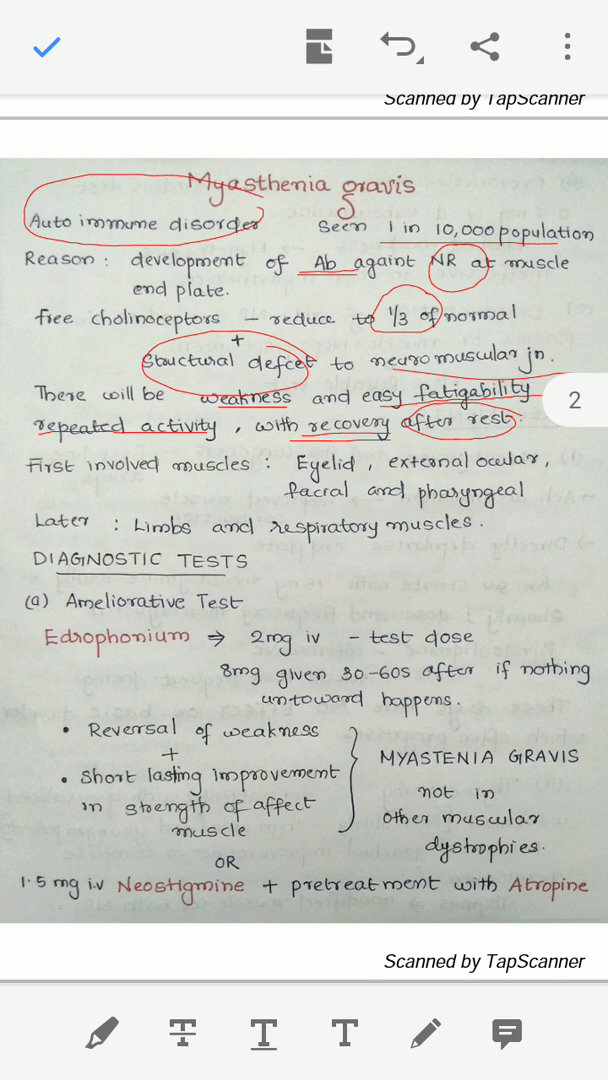 Scanned by TapScanner
Myasthenia gravis
Auto immune disorder Seen 1 in 10,000 population
Reason : development of Ab againt NR at muscle
end plate.
free cholinoceptors - reduce to 1/3 of normal
+
Structural defcet to neuromuscular jn.
There will be weakness and easy fatigability
2
repeated activity, with recovery after rest.
First involved muscles : Eyelid, external ocular,
facral and pharyngeal
Later : Limbs and respiratory muscles.
DIAGNOSTIC TESTS
(a) Ameliorative Test
Edrophonium ⇒ 2mg iv - test dose
8mg given 30-60s after if nothing
untoward happens.
• Reversal of weakness
+
• Short lasting improvement
in strength of affect
muscle
MYASTENIA GRAVIS
not in
other muscular
dystrophies.
OR
1.5 mg i.v Neostigmine + pretreatment with Atropine
Scanned by TapScanner
T
T
T